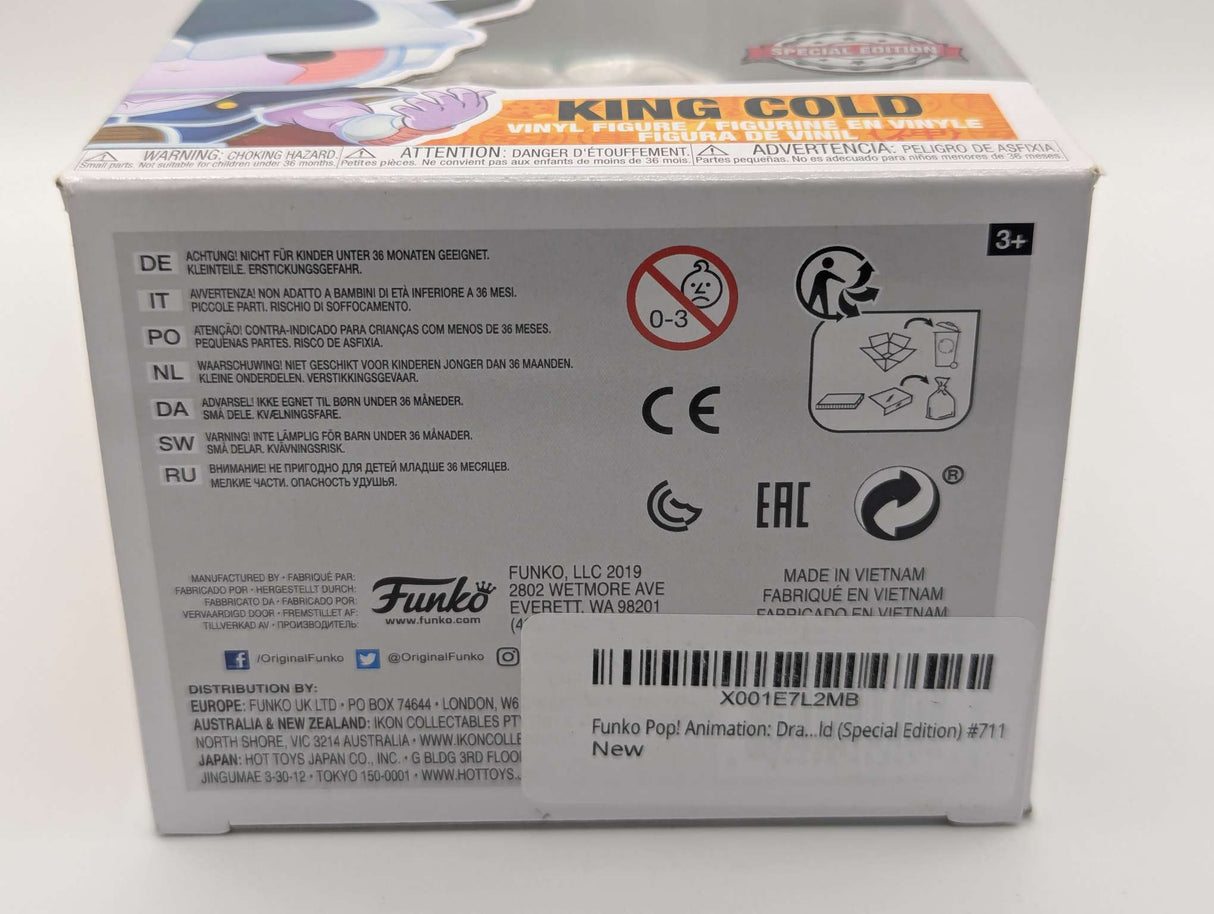 SPECIAL EDITION
KING COLD
VINYL FIGURE / FIGURINE EN VINYLE
FIGURA DE VINIL
WARNING: CHOKING HAZARD.
Small parts. Not suitable for children under 36 months.
ATTENTION: DANGER D'ÉTOUFFEMENT.
Petites pièces. Ne convient pas aux enfants de moins de 36 mois.
ADVERTENCIA: PELIGRO DE ASFIXIA
Partes pequeñas. No es adecuado para niños menores de 36 meses
3+
DE ACHTUNG! NICHT FÜR KINDER UNTER 36 MONATEN GEEIGNET.
KLEINTEILE. ERSTICKUNGSGEFAHR.
IT AVVERTENZA! NON ADATTO A BAMBINI DI ETÀ INFERIORE A 36 MESI.
PICCOLE PARTI. RISCHIO DI SOFFOCAMENTO.
PO ATENÇÃO! CONTRA-INDICADO PARA CRIANÇAS COM MENOS DE 36 MESES.
PEQUENAS PARTES. RISCO DE ASFIXIA.
NL WAARSCHUWING! NIET GESCHIKT VOOR KINDEREN JONGER DAN 36 MAANDEN.
KLEINE ONDERDELEN. VERSTIKKINGSGEVAAR.
DA ADVARSEL! IKKE EGNET TIL BØRN UNDER 36 MÅNEDER.
SMÅ DELE. KVÆLNINGSFARE.
SW VARNING! INTE LÄMPLIG FÖR BARN UNDER 36 MÅNADER.
SMÅ DELAR. KVÄVNINGSRISK.
RU ВНИМАНИЕ! НЕ ПРИГОДНО ДЛЯ ДЕТЕЙ МЛАДШЕ 36 МЕСЯЦЕВ.
МЕЛКИЕ ЧАСТИ. ОПАСНОСТЬ УДУШЬЯ.
0-3
CE
EAC
®
MANUFACTURED BY • FABRIQUÉ PAR:
FABRICADO POR • HERGESTELLT DURCH:
FABBRICATO DA • FABRICADO POR:
VERVAARDIGD DOOR • FREMSTILLET AF:
TILLVERKAD AV • ПРОИЗВОДИТЕЛЬ:
Funko
www.funko.com
FUNKO, LLC 2019
2802 WETMORE AVE
EVERETT, WA 98201
MADE IN VIETNAM
FABRIQUÉ EN VIETNAM
FABRICADO EN VIETNAM
/OriginalFunko @OriginalFunko
DISTRIBUTION BY:
EUROPE: FUNKO UK LTD • PO BOX 74644 • LONDON, W6
AUSTRALIA & NEW ZEALAND: IKON COLLECTABLES PT
NORTH SHORE, VIC 3214 AUSTRALIA • WWW.IKONCOLLE
JAPAN: HOT TOYS JAPAN CO., INC. • G BLDG 3RD FLOO
JINGUMAE 3-30-12 • TOKYO 150-0001 • WWW.HOTTOYS.
X001E7L2MB
Funko Pop! Animation: Dra...ld (Special Edition) #711
New